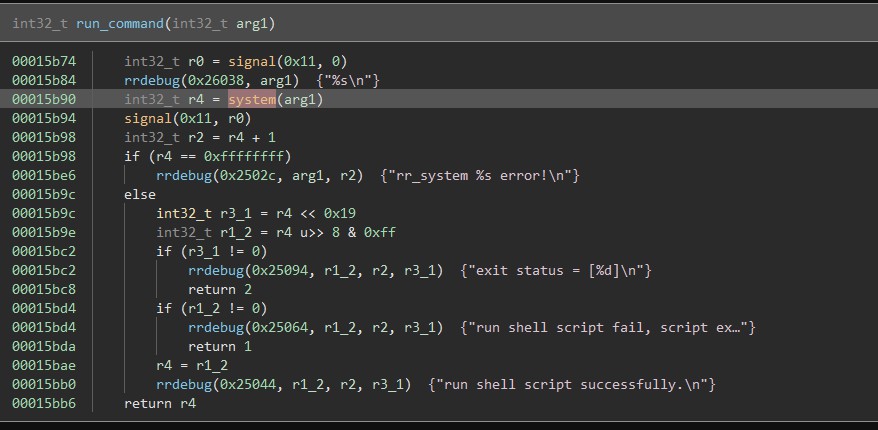 int32_t run_command(int32_t arg1)
00015b74 int32_t r0 = signal(0x11, 0)
00015b84 rrdebug(0x26038, arg1) {"%s\n"}
00015b90 int32_t r4 = system(arg1)
00015b94 signal(0x11, r0)
00015b98 int32_t r2 = r4 + 1
00015b98 if (r4 == 0xffffffff)
00015be6 rrdebug(0x2502c, arg1, r2) {"rr_system %s error!\n"}
00015b9c else
00015b9c int32_t r3_1 = r4 << 0x19
00015b9e int32_t r1_2 = r4 u>> 8 & 0xff
00015bc2 if (r3_1 != 0)
00015bc2 rrdebug(0x25094, r1_2, r2, r3_1) {"exit status = [%d]\n"}
00015bc8 return 2
00015bd4 if (r1_2 != 0)
00015bd4 rrdebug(0x25064, r1_2, r2, r3_1) {"run shell script fail, script ex…"}
00015bda return 1
00015bae r4 = r1_2
00015bb0 rrdebug(0x25044, r1_2, r2, r3_1) {"run shell script successfully.\n"}
00015bb6 return r4